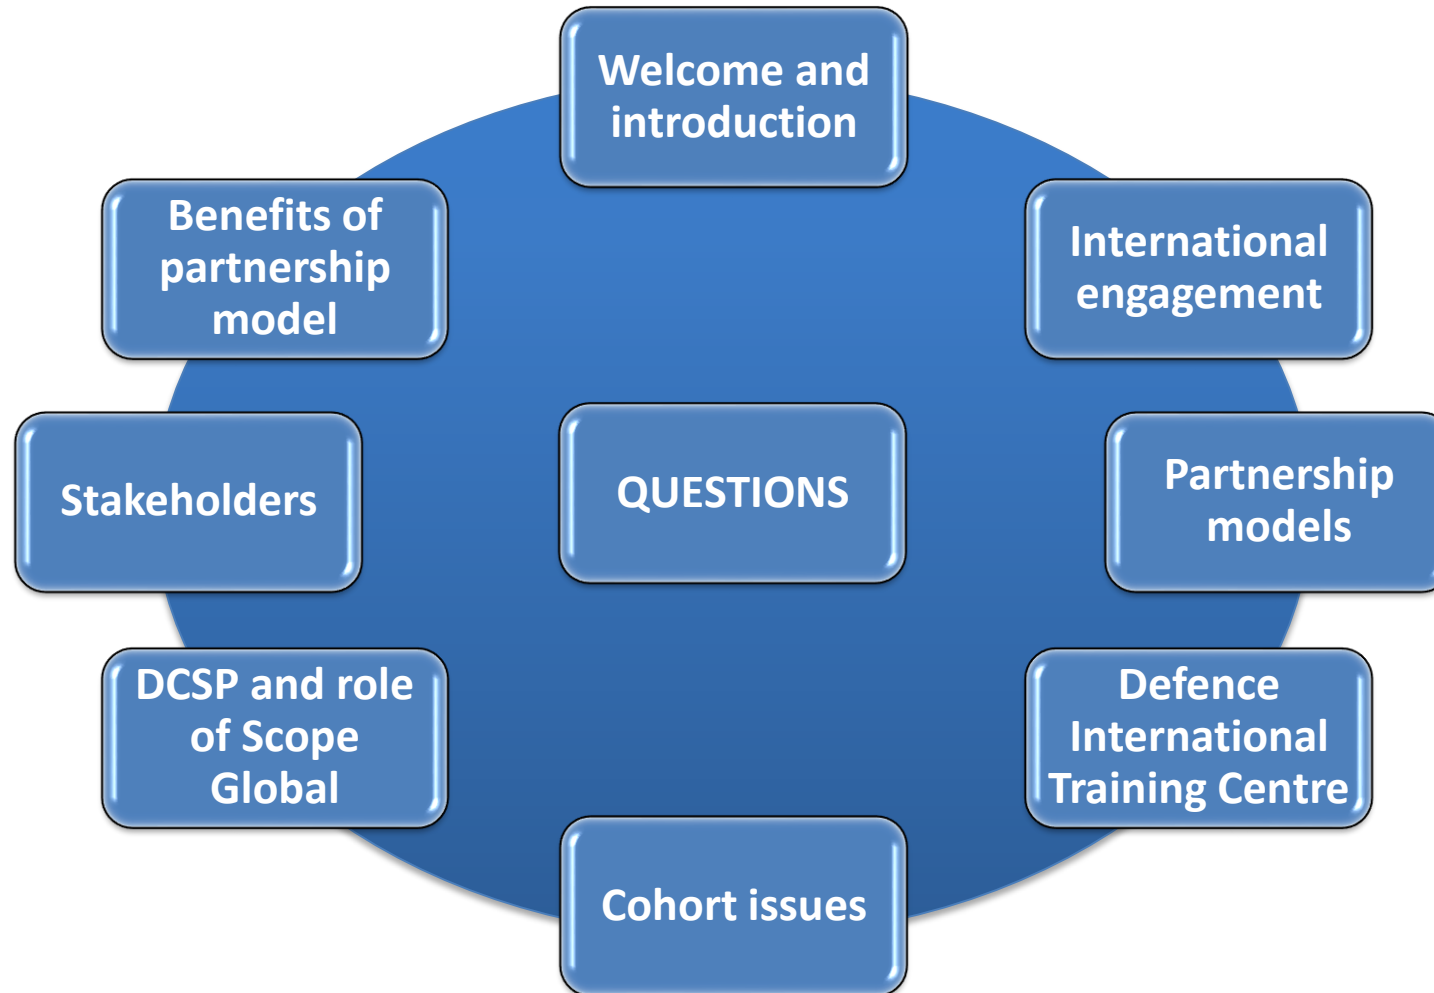 Welcome and
introduction
International
engagement
Partnership
models
Defence
International
Training Centre
Cohort issues
DCSP and role
of Scope
Global
Stakeholders
Benefits of
partnership
model
QUESTIONS